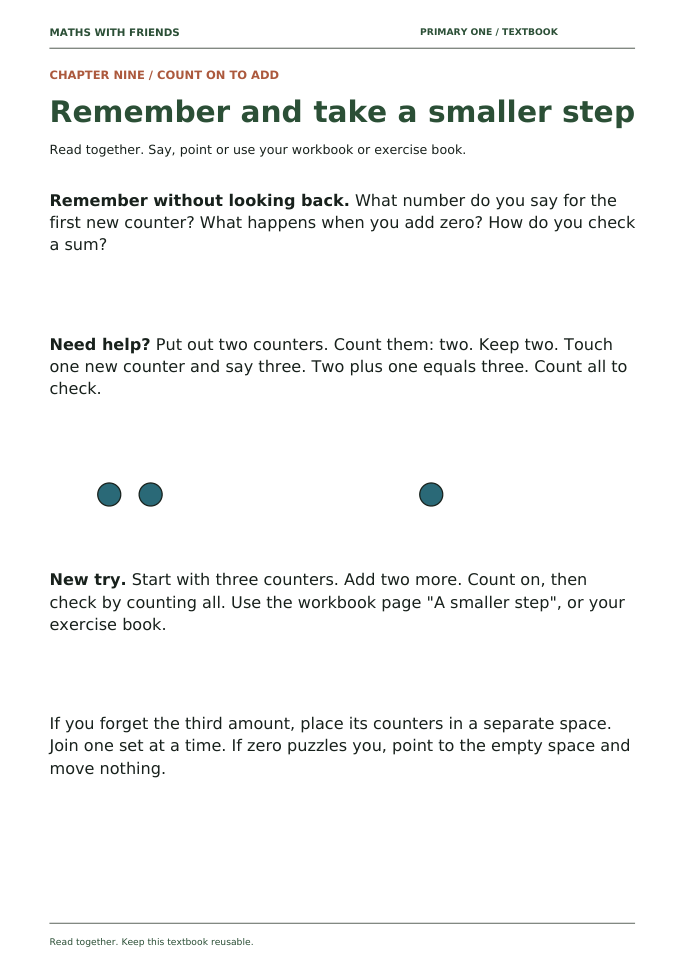 MATHS WITH FRIENDS
PRIMARY ONE / TEXTBOOK
CHAPTER NINE / COUNT ON TO ADD
Remember and take a smaller step
Read together. Say, point or use your workbook or exercise book.
Remember without looking back. What number do you say for the
first new counter? What happens when you add zero? How do you check
a sum?
Need help? Put out two counters. Count them: two. Keep two. Touch
one new counter and say three. Two plus one equals three. Count all to
check.
New try. Start with three counters. Add two more. Count on, then
check by counting all. Use the workbook page "A smaller step", or your
exercise book.
If you forget the third amount, place its counters in a separate space.
Join one set at a time. If zero puzzles you, point to the empty space and
move nothing.
Read together. Keep this textbook reusable.